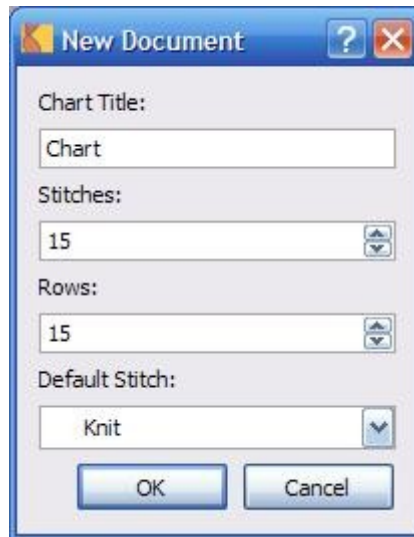 New Document
Chart Title:
Chart
Stitches:
15
Rows:
15
Default Stitch:
Knit
OK Cancel